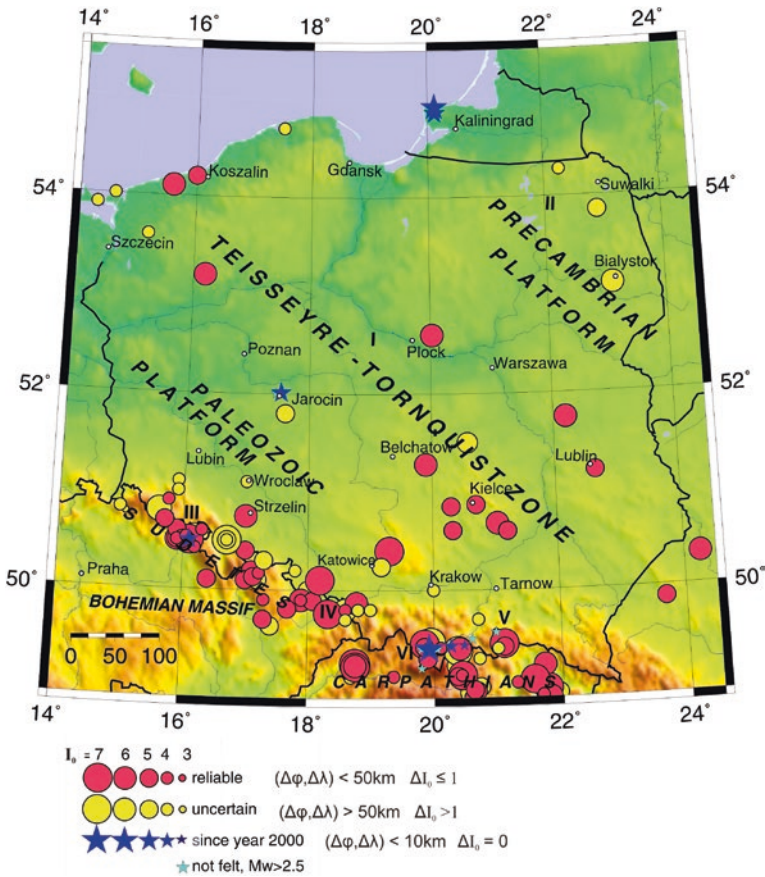 14° 16° 18° 20° 22° 24°
Kaliningrad
Koszalin
Gdansk
54° 54°
Suwalki
II
Szczecin
PRECAMBRIAN
PLATFORM
Bialystok
TEISSEYRE-TORNQUIST ZONE
I
Poznan
Plock
Warszawa
52° 52°
PALEOZOIC
PLATFORM
Jarocin
Lubin
Belchatow
Lublin
Wroclaw
Kielce
III
Strzelin
SUDETES
Katowice
50° 50°
Praha
Krakow
Tarnow
BOHEMIAN MASSIF
IV
V
0 50 100
VI
CARPATHIANS
14° 16° 18° 20° 22° 24°
I₀ = 7 6 5 4 3
reliable (Δφ,Δλ) < 50km ΔI₀ ≤ 1
uncertain (Δφ,Δλ) > 50km ΔI₀ >1
since year 2000 (Δφ,Δλ) < 10km ΔI₀ = 0
not felt, Mw>2.5